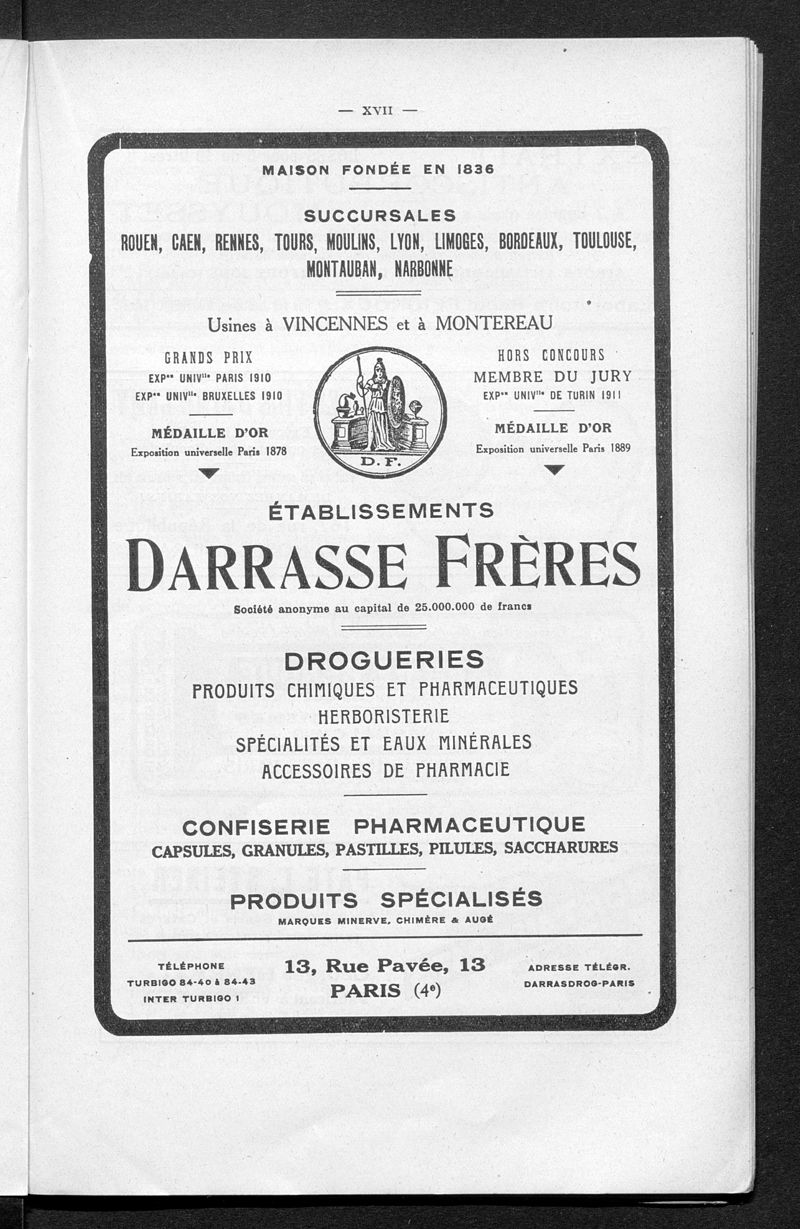 — XVII —
MAISON FONDÉE EN 1836
SUCCURSALES
ROUEN, CAEN, RENNES, TOURS, MOULINS, LYON, LIMOGES, BORDEAUX, TOULOUSE,
MONTAUBAN, NARBONNE
Usines à VINCENNES et à MONTEREAU
GRANDS PRIX
EXPᵒⁿ UNIVˡˡᵉ PARIS 1910
EXPᵒⁿ UNIVˡˡᵉ BRUXELLES 1910
MÉDAILLE D'OR
Exposition universelle Paris 1878
D. F.
HORS CONCOURS
MEMBRE DU JURY
EXPᵒⁿ UNIVˡˡᵉ DE TURIN 1911
MÉDAILLE D'OR
Exposition universelle Paris 1889
ÉTABLISSEMENTS
DARRASSE FRÈRES
Société anonyme au capital de 25.000.000 de francs
DROGUERIES
PRODUITS CHIMIQUES ET PHARMACEUTIQUES
HERBORISTERIE
SPÉCIALITÉS ET EAUX MINÉRALES
ACCESSOIRES DE PHARMACIE
CONFISERIE PHARMACEUTIQUE
CAPSULES, GRANULES, PASTILLES, PILULES, SACCHARURES
PRODUITS SPÉCIALISÉS
MARQUES MINERVE, CHIMÈRE & AUGÉ
TÉLÉPHONE
TURBIGO 84-40 à 84-43
INTER TURBIGO 1
13, Rue Pavée, 13
PARIS (4ᵉ)
ADRESSE TÉLÉGR.
DARRASDROG-PARIS